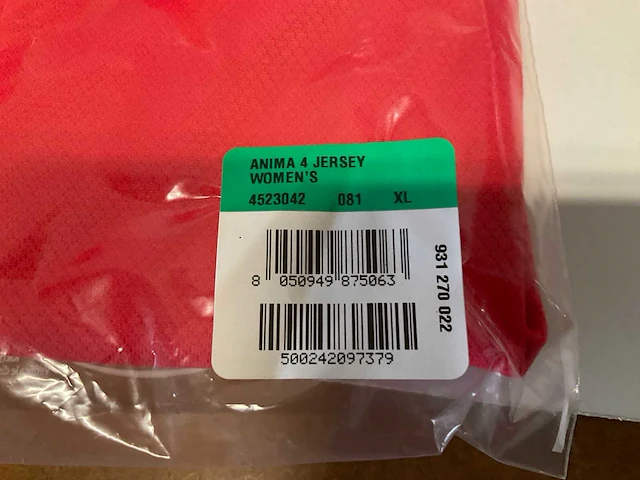 ANIMA 4 JERSEY
WOMEN'S
4523042 081 XL
8 050949 875063
500242097379
931 270 022